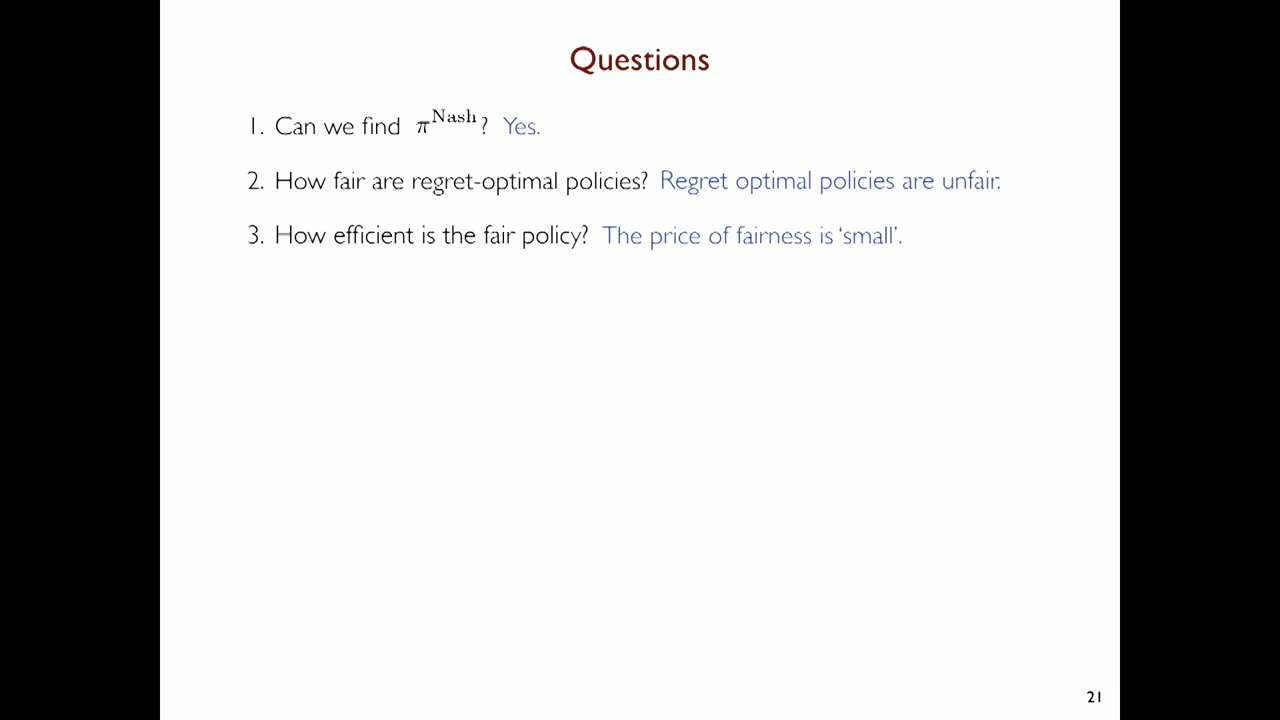 Questions
1. Can we find π^Nash? Yes.
2. How fair are regret-optimal policies? Regret optimal policies are unfair.
3. How efficient is the fair policy? The price of fairness is ‘small’.
21